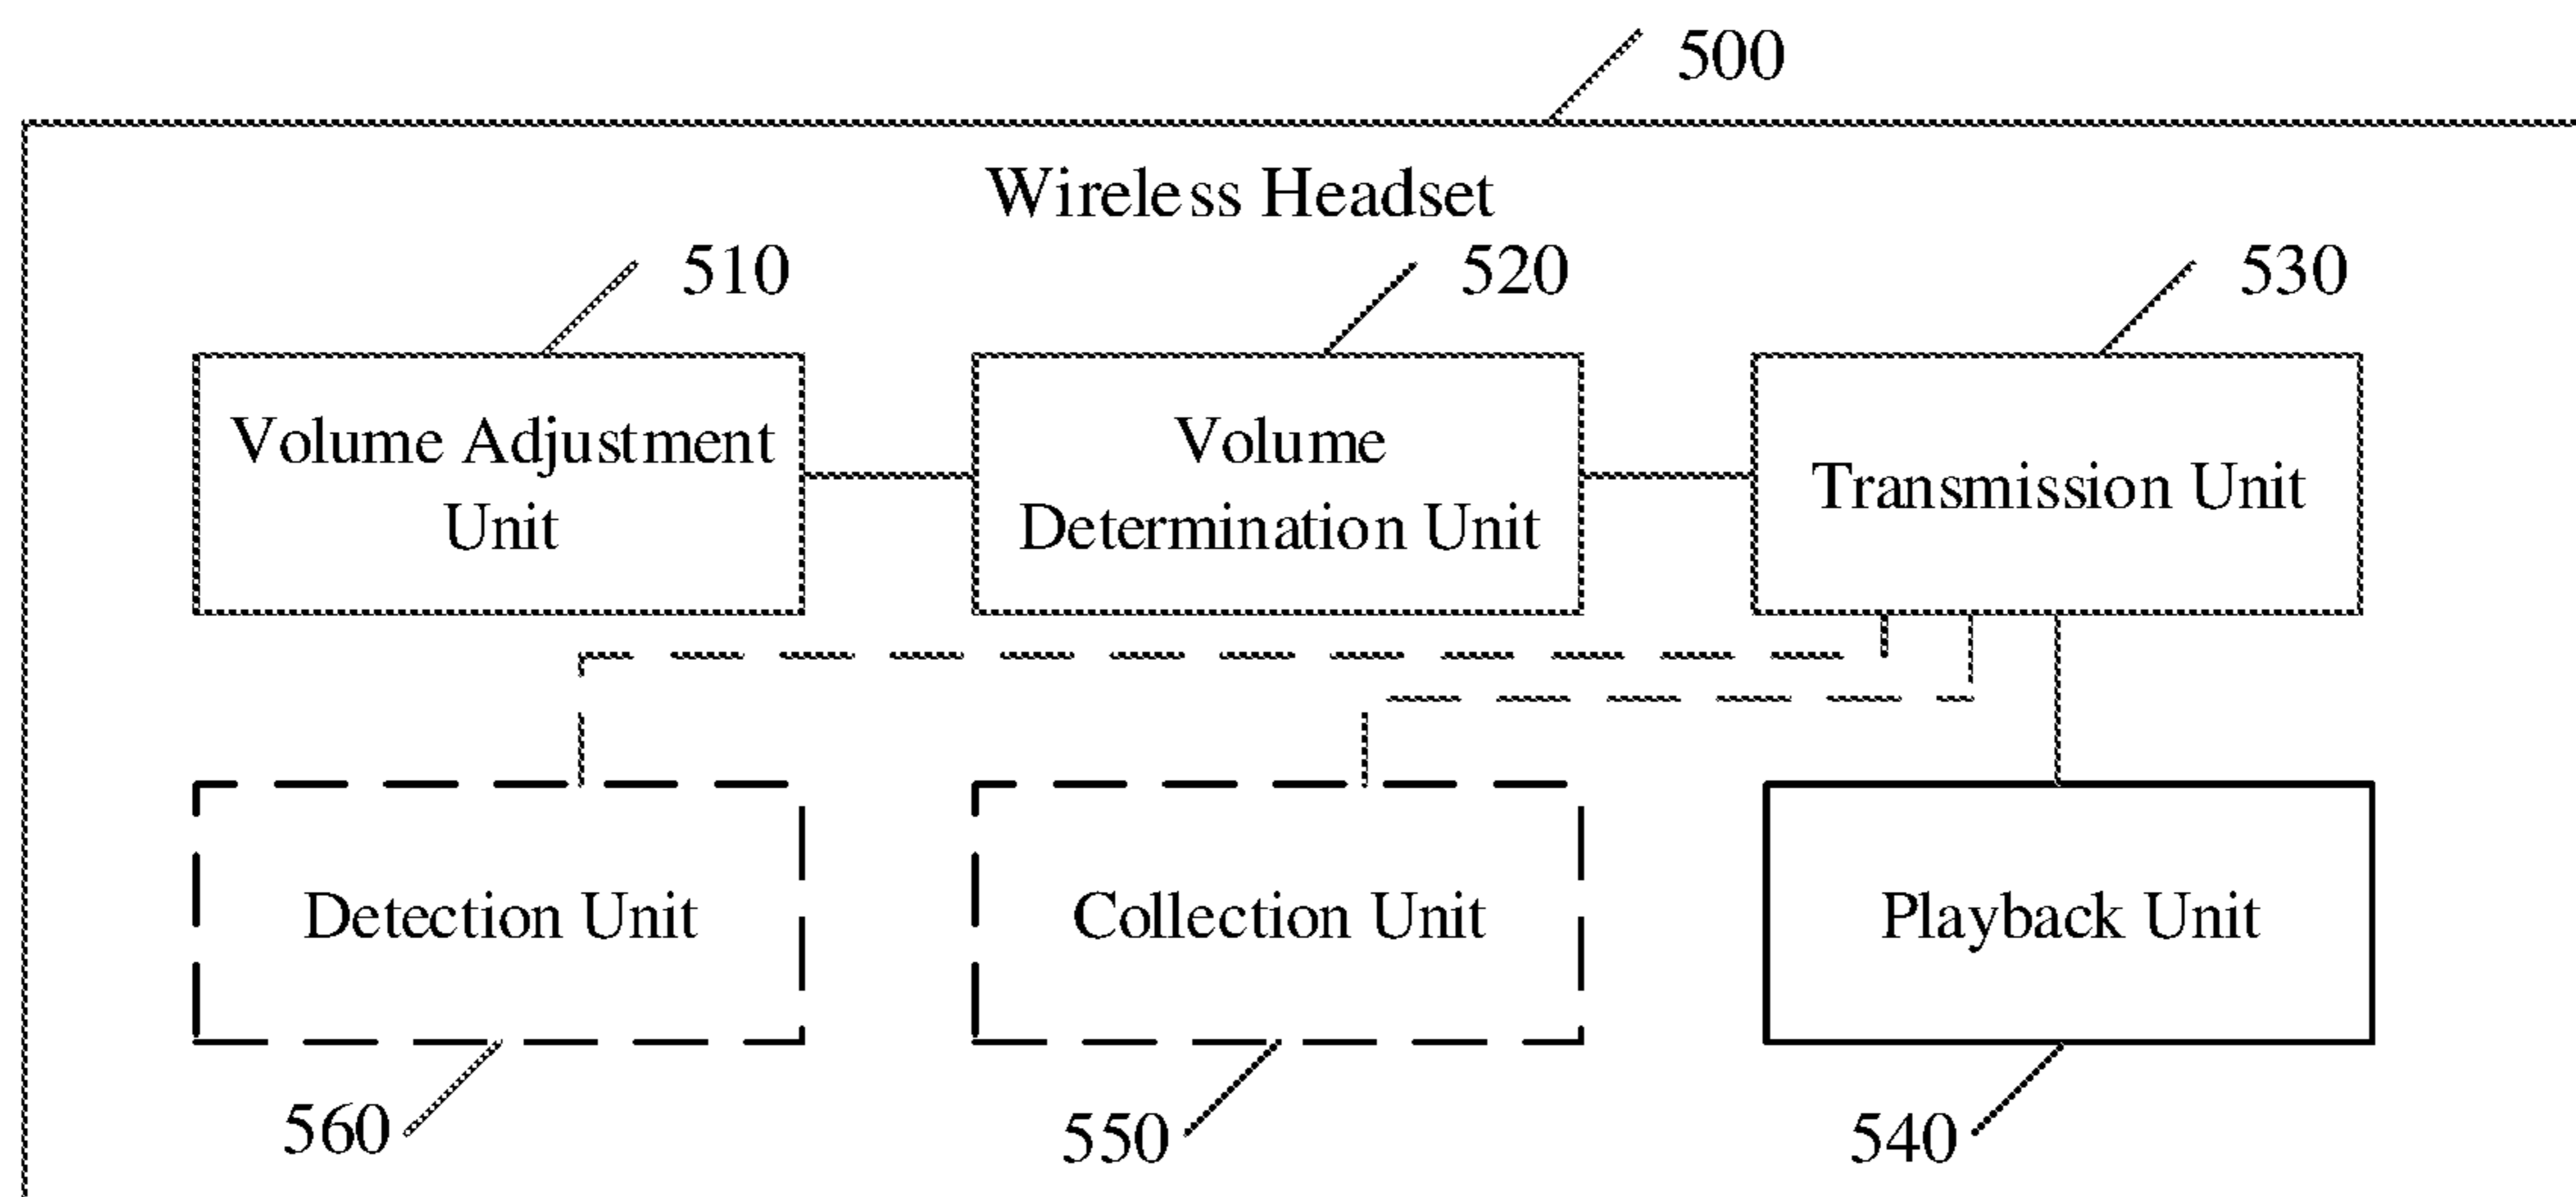 500
Wireless Headset
510
520
530
Volume Adjustment
Unit
Volume
Determination Unit
Transmission Unit
Detection Unit
Collection Unit
Playback Unit
560
550
540